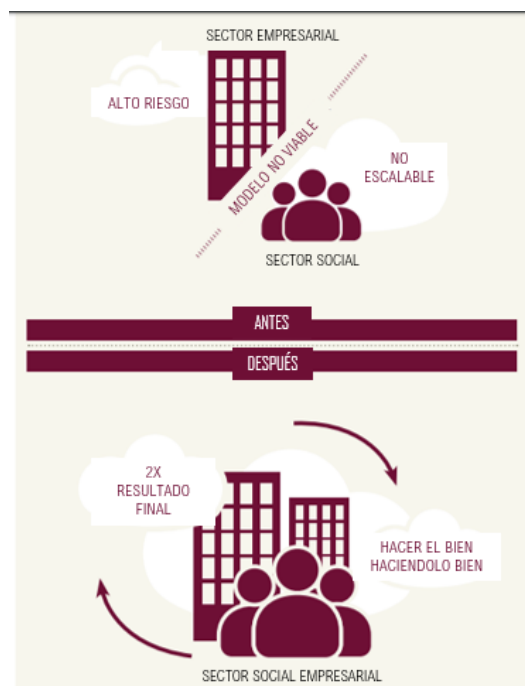 SECTOR EMPRESARIAL
ALTO RIESGO
MODELO NO VIABLE
NO
ESCALABLE
SECTOR SOCIAL
ANTES
DESPUÉS
2X
RESULTADO
FINAL
HACER EL BIEN
HACIENDOLO BIEN
SECTOR SOCIAL EMPRESARIAL